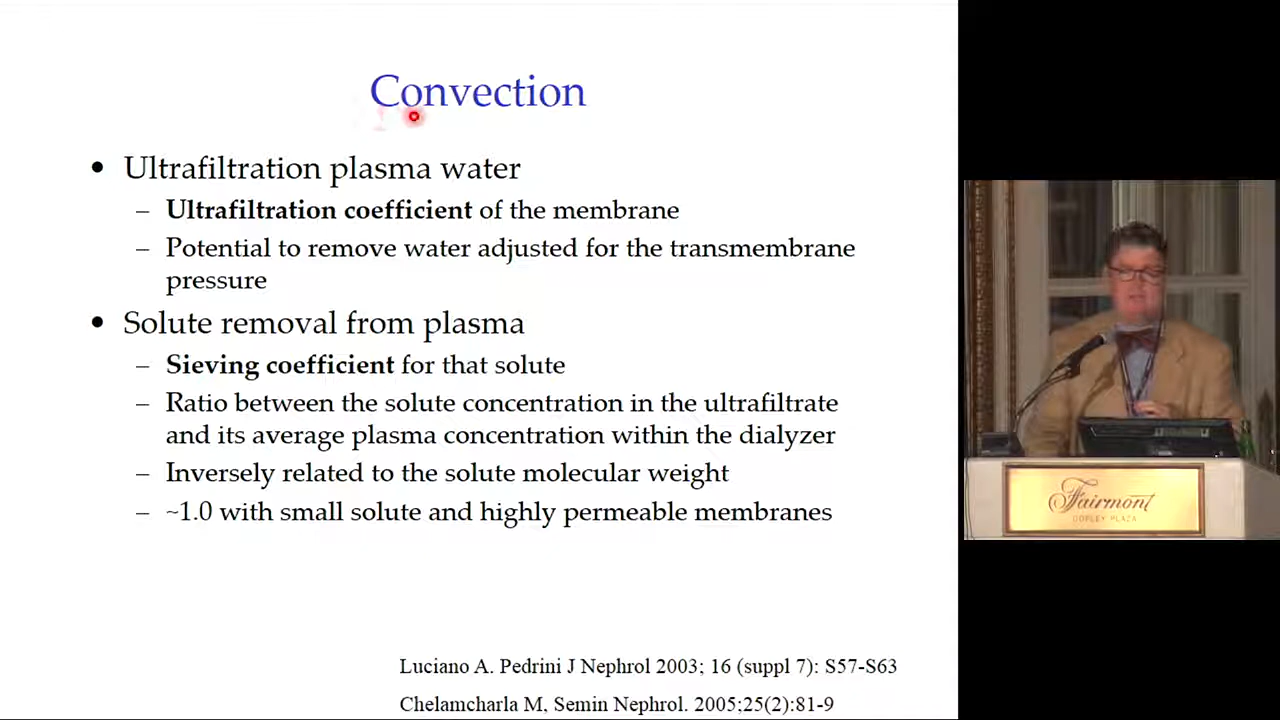 Convection
• Ultrafiltration plasma water
– Ultrafiltration coefficient of the membrane
– Potential to remove water adjusted for the transmembrane
pressure
• Solute removal from plasma
– Sieving coefficient for that solute
– Ratio between the solute concentration in the ultrafiltrate
and its average plasma concentration within the dialyzer
– Inversely related to the solute molecular weight
– ~1.0 with small solute and highly permeable membranes
Luciano A. Pedrini J Nephrol 2003; 16 (suppl 7): S57-S63
Chelamcharla M, Semin Nephrol. 2005;25(2):81-9
Fairmont
COPLEY PLAZA